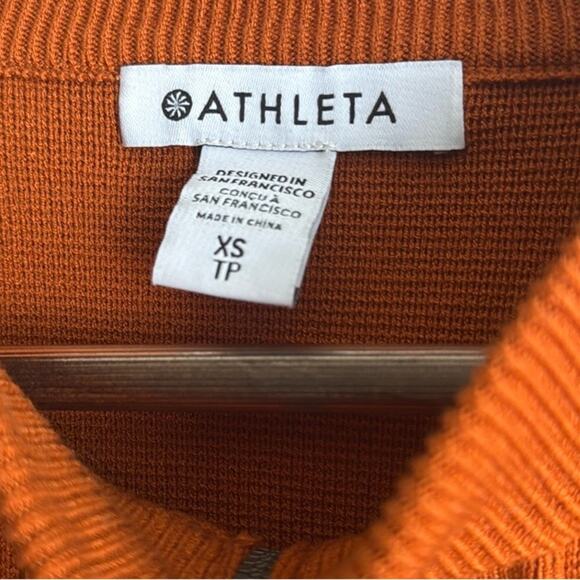 ATHLETA
DESIGNED IN
SAN FRANCISCO
CONÇU À
SAN FRANCISCO
MADE IN CHINA
XS
TP